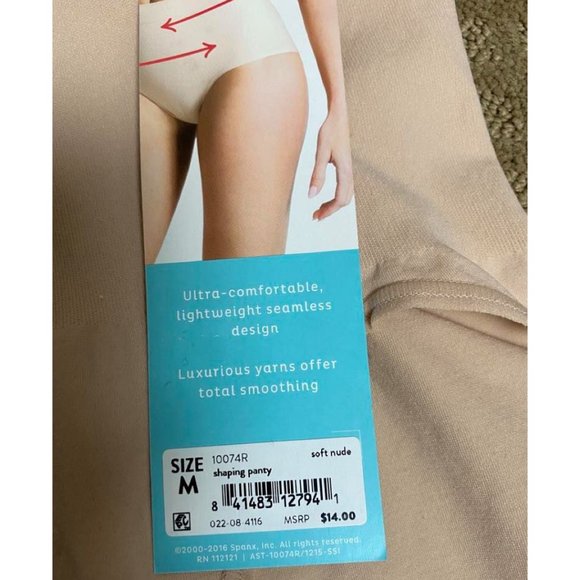 Ultra-comfortable,
lightweight seamless
design
Luxurious yarns offer
total smoothing
SIZE
M
10074R
soft nude
shaping panty
8 41483 12794 1
022-08-4116 MSRP $14.00
©2000-2016 Spanx, Inc. All rights reserved.
RN 112121 | AST-10074R/1215-551